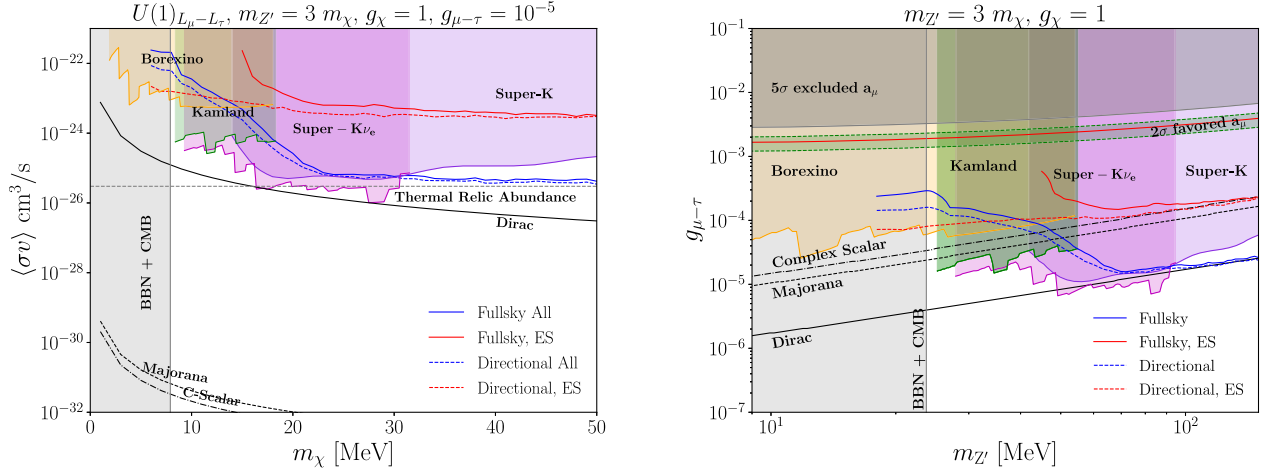 U(1)_{L_μ−L_τ}, m_{Z′} = 3 m_χ, g_χ = 1, g_{μ−τ} = 10^{-5}
⟨σv⟩ cm^3/s
10^{-22}
10^{-24}
10^{-26}
10^{-28}
10^{-30}
10^{-32}
Borexino
Kamland
Super − Kν_e
Super-K
Thermal Relic Abundance
Dirac
BBN + CMB
Majorana
C-Scalar
Fullsky All
Fullsky, ES
Directional All
Directional, ES
0
10
20
30
40
50
m_χ [MeV]
m_{Z′} = 3 m_χ, g_χ = 1
g_{μ−τ}
10^{-1}
10^{-2}
10^{-3}
10^{-4}
10^{-5}
10^{-6}
10^{-7}
5σ excluded a_μ
2σ favored a_μ
Borexino
Kamland
Super − Kν_e
Super-K
Complex Scalar
Majorana
Dirac
BBN + CMB
Fullsky
Fullsky, ES
Directional
Directional, ES
10^1
10^2
m_{Z′} [MeV]